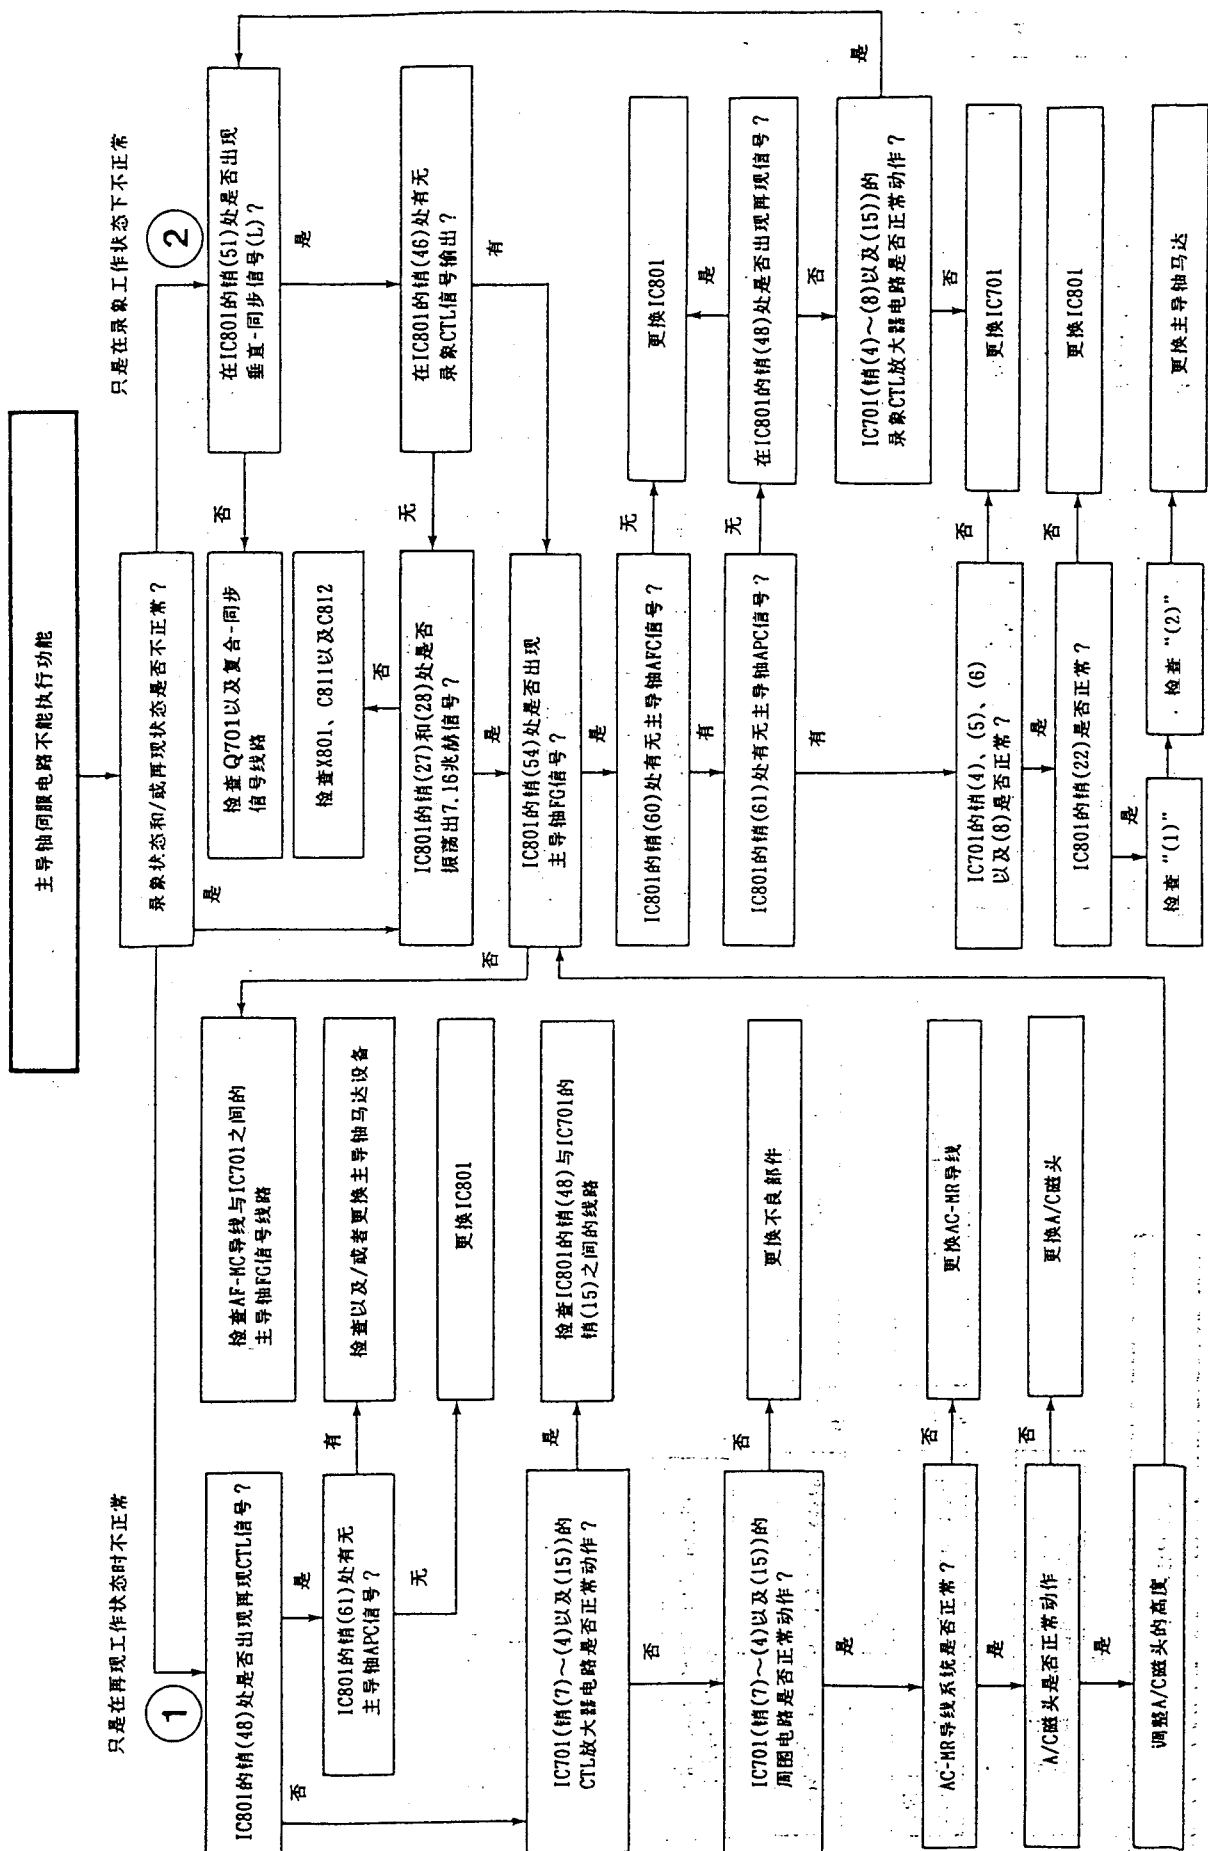 主导轴伺服电路不能执行功能
录象状态和/或再现状态是否不正常？
是
只是在再现工作状态时不正常
1
IC801的销(48)处是否出现再现CTL信号？
是
否
IC801的销(61)处有无
主导轴APC信号？
有
无
检查以及/或者更换主导轴马达设备
更换IC801
IC701(销(7)～(4)以及(15))的
CTL放大器电路是否正常动作？
是
否
检查IC801的销(48)与IC701的
销(15)之间的线路
IC701(销(7)～(4)以及(15))的
周围电路是否正常动作？
否
是
更换不良部件
AC-MR导线系统是否正常？
否
是
更换AC-MR导线
A/C磁头是否正常动作
否
是
更换A/C磁头
调整A/C磁头的高度
检查AF-MC导线与IC701之间的
主导轴FG信号线路
否
只是在录象工作状态下不正常
2
在IC801的销(51)处是否出现
垂直-同步信号(L)？
否
是
检查Q701以及复合-同步
信号线路
在IC801的销(46)处有无
录象CTL信号输出？
无
有
检查X801、C811以及C812
否
IC801的销(27)和(28)处是否
振荡出7.16兆赫信号？
是
IC801的销(54)处是否出现
主导轴FG信号？
是
IC801的销(60)处有无主导轴AFC信号？
无
有
更换IC801
是
IC801的销(61)处有无主导轴APC信号？
无
有
在IC801的销(48)处是否出现再现信号？
否
IC701(销(4)～(8)以及(15))的
录象CTL放大器电路是否正常动作？
是
否
IC701的销(4)、(5)、(6)
以及(8)是否正常？
否
是
更换IC701
IC801的销(22)是否正常？
否
是
更换IC801
检查“(1)”
检查“(2)”
更换主导轴马达